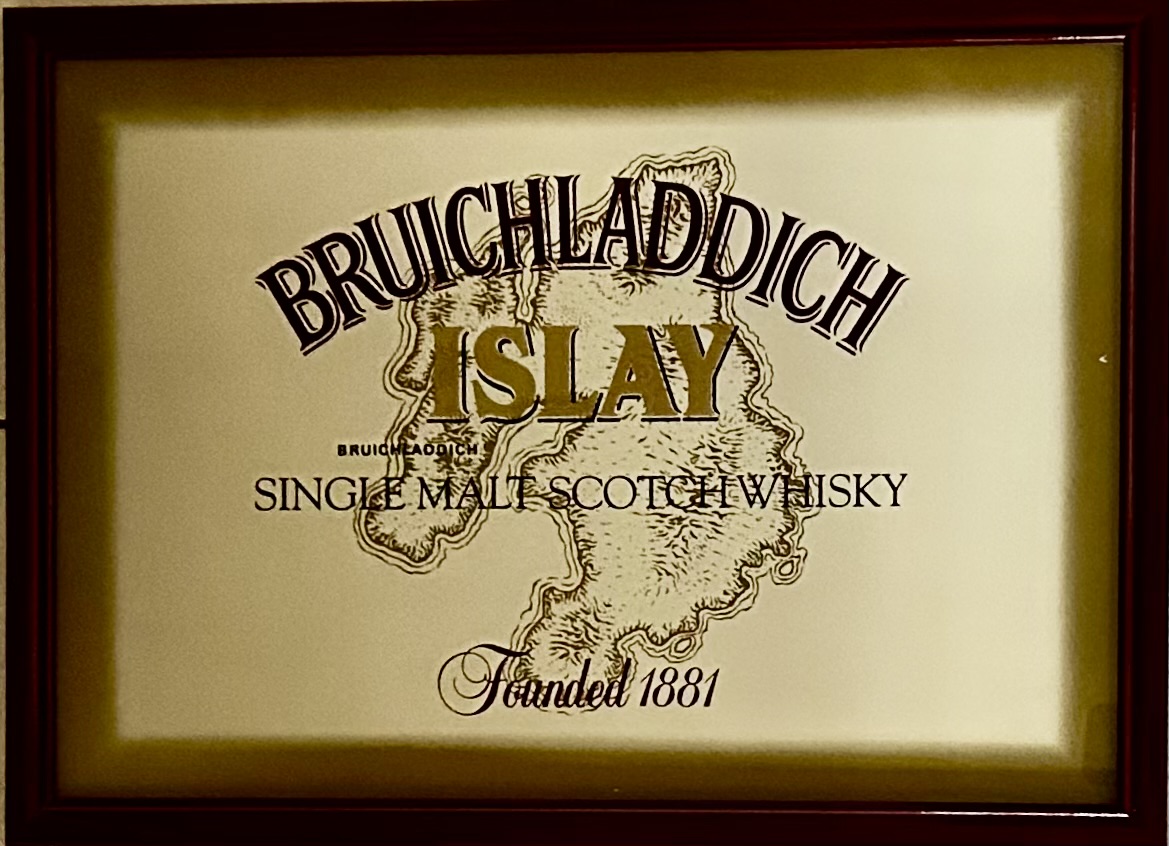 BRUICHLADDICH
ISLAY
BRUICHLADDICH
SINGLE MALT SCOTCH WHISKY
Founded 1881